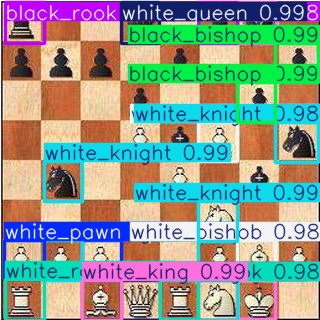 black_rook
white_queen 0.998
black_bishop 0.99
black_bishop 0.99
white_knight 0.98
white_knight 0.99
white_knight 0.99
white_pawn
white_bishob 0.98
white_king 0.99
0.98